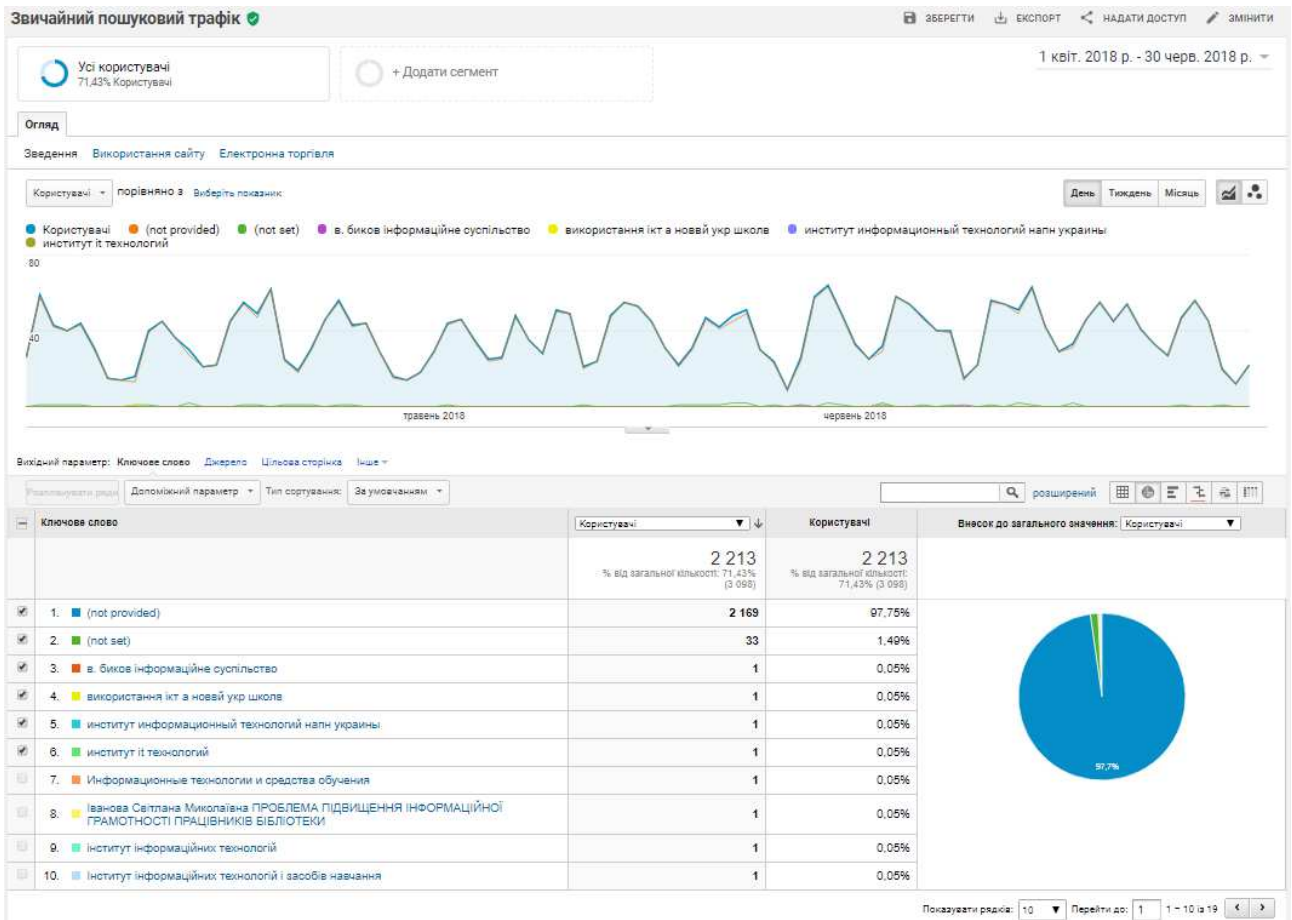 Звичайний пошуковий трафік
ЗБЕРЕГТИ ЕКСПОРТ НАДАТИ ДОСТУП ЗМІНИТИ
Усі користувачі
71,43% Користувачі
+ Додати сегмент
1 квіт. 2018 р. - 30 черв. 2018 р.
Огляд
Зведення Використання сайту Електронна торгівля
Користувачі порівняно з Виберіть показник
День Тиждень Місяць
Користувачі (not provided) (not set) в. биков інформаційне суспільство використання ікт а новвй укр школв институт информационный технологий напн украины
институт it технологий
80
40
травень 2018 червень 2018
Вихідний параметр: Ключове слово Джерело Цільова сторінка Інше
Допоміжний параметр Тип сортування: За умовчанням розширений
Ключове слово Користувачі Користувачі Внесок до загального значення: Користувачі
2 213 2 213
% від загальної кількості: 71,43% (3 098) % від загальної кількості: 71,43% (3 098)
1. (not provided) 2 169 97,75%
2. (not set) 33 1,49%
3. в. биков інформаційне суспільство 1 0,05%
4. використання ікт а новвй укр школв 1 0,05%
5. институт информационный технологий напн украины 1 0,05%
6. институт it технологий 1 0,05%
7. Информационные технологии и средства обучения 1 0,05%
8. Іванова Світлана Миколаївна ПРОБЛЕМА ПІДВИЩЕННЯ ІНФОРМАЦІЙНОЇ
ГРАМОТНОСТІ ПРАЦІВНИКІВ БІБЛІОТЕКИ 1 0,05%
9. інститут інформаційних технологій 1 0,05%
10. Інститут інформаційних технологій і засобів навчання 1 0,05%
97,7%
Показувати рядків: 10 Перейти до: 1 1 – 10 із 19